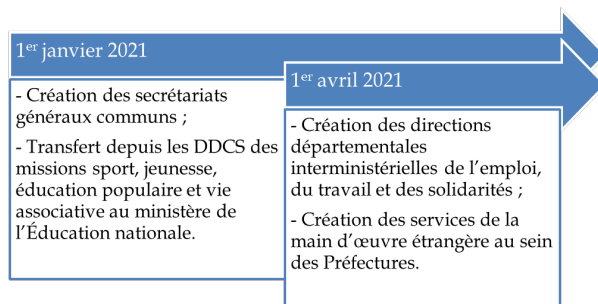 1er janvier 2021
- Création des secrétariats
généraux communs ;
- Transfert depuis les DDCS des
missions sport, jeunesse,
éducation populaire et vie
associative au ministère de
l’Éducation nationale.
1er avril 2021
- Création des directions
départementales
interministérielles de l’emploi,
du travail et des solidarités ;
- Création des services de la
main d’œuvre étrangère au sein
des Préfectures.